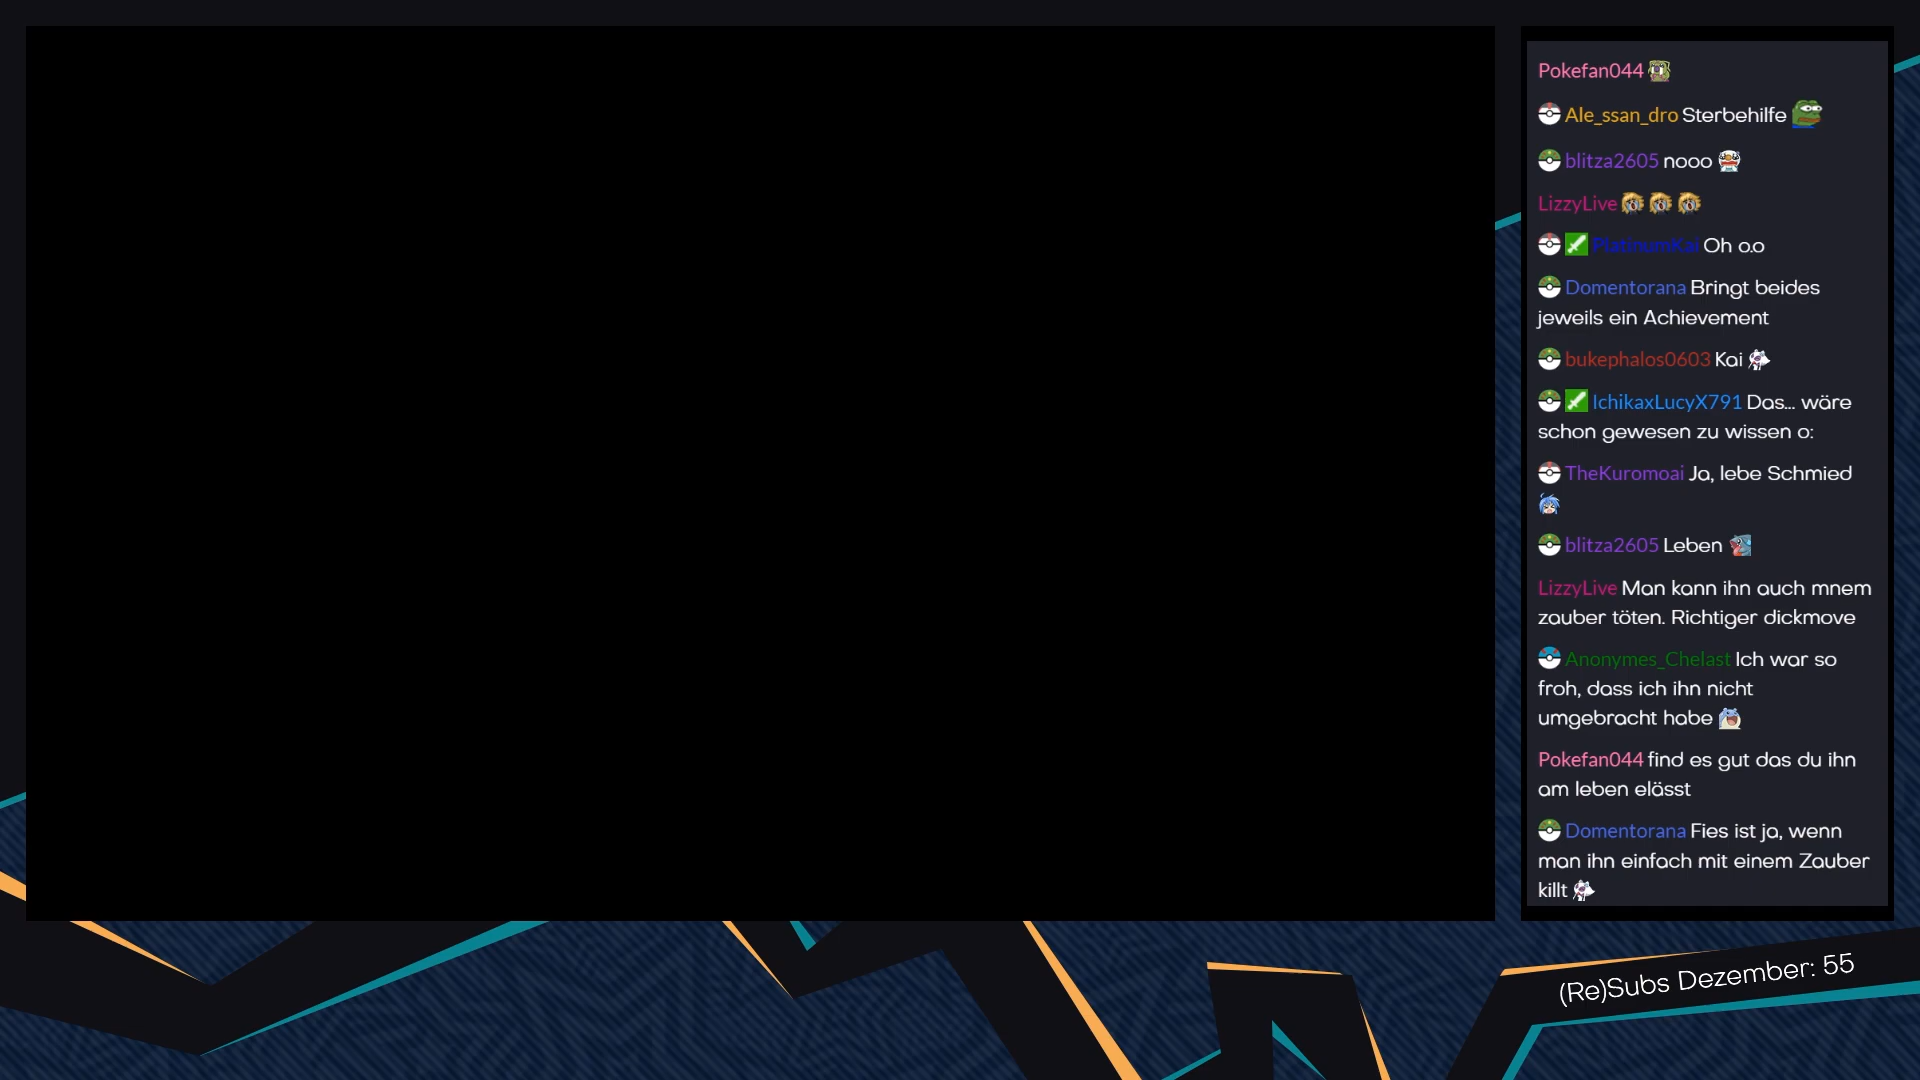 Pokefan044
Ale_ssan_dro Sterbehilfe
blitza2605 nooo
LizzyLive
PlatinumKai Oh o.o
Domentorana Bringt beides
jeweils ein Achievement
bukephalos0603 Kai
IchikaxLucyX791 Das... wäre
schon gewesen zu wissen o:
TheKuromoai Ja, lebe Schmied
blitza2605 Leben
LizzyLive Man kann ihn auch mnem
zauber töten. Richtiger dickmove
Anonymes_Chelast Ich war so
froh, dass ich ihn nicht
umgebracht habe
Pokefan044 find es gut das du ihn
am leben elässt
Domentorana Fies ist ja, wenn
man ihn einfach mit einem Zauber
killt
(Re)Subs Dezember: 55